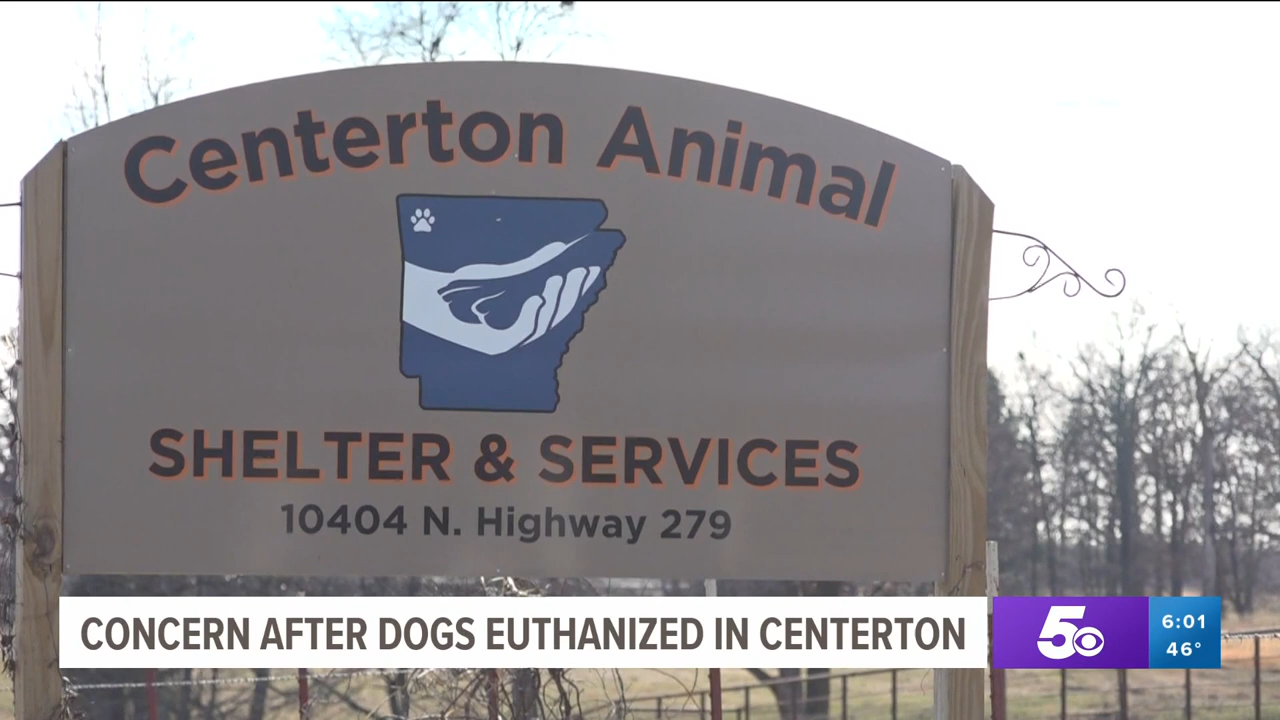 Centerton Animal
SHELTER & SERVICES
10404 N. Highway 279
CONCERN AFTER DOGS EUTHANIZED IN CENTERTON
5
6:01
46°